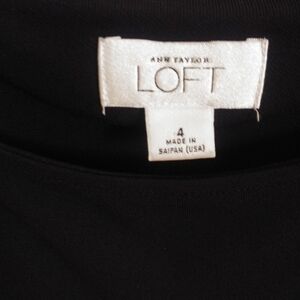 ANN TAYLOR
LOFT
4
MADE IN
SAIPAN (USA)